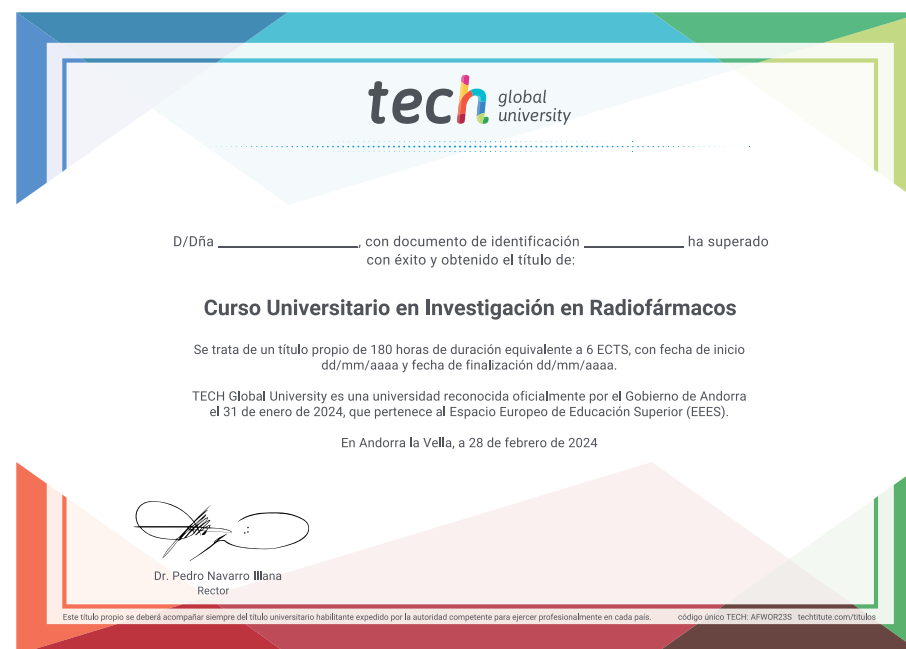 tech global university
D/Dña , con documento de identificación ha superado
con éxito y obtenido el título de:
Curso Universitario en Investigación en Radiofármacos
Se trata de un título propio de 180 horas de duración equivalente a 6 ECTS, con fecha de inicio
dd/mm/aaaa y fecha de finalización dd/mm/aaaa.
TECH Global University es una universidad reconocida oficialmente por el Gobierno de Andorra
el 31 de enero de 2024, que pertenece al Espacio Europeo de Educación Superior (EEES).
En Andorra la Vella, a 28 de febrero de 2024
Dr. Pedro Navarro Illana
Rector
Este título propio se deberá acompañar siempre del título universitario habilitante expedido por la autoridad competente para ejercer profesionalmente en cada país. código único TECH: AFWOR23S techtitute.com/titulos